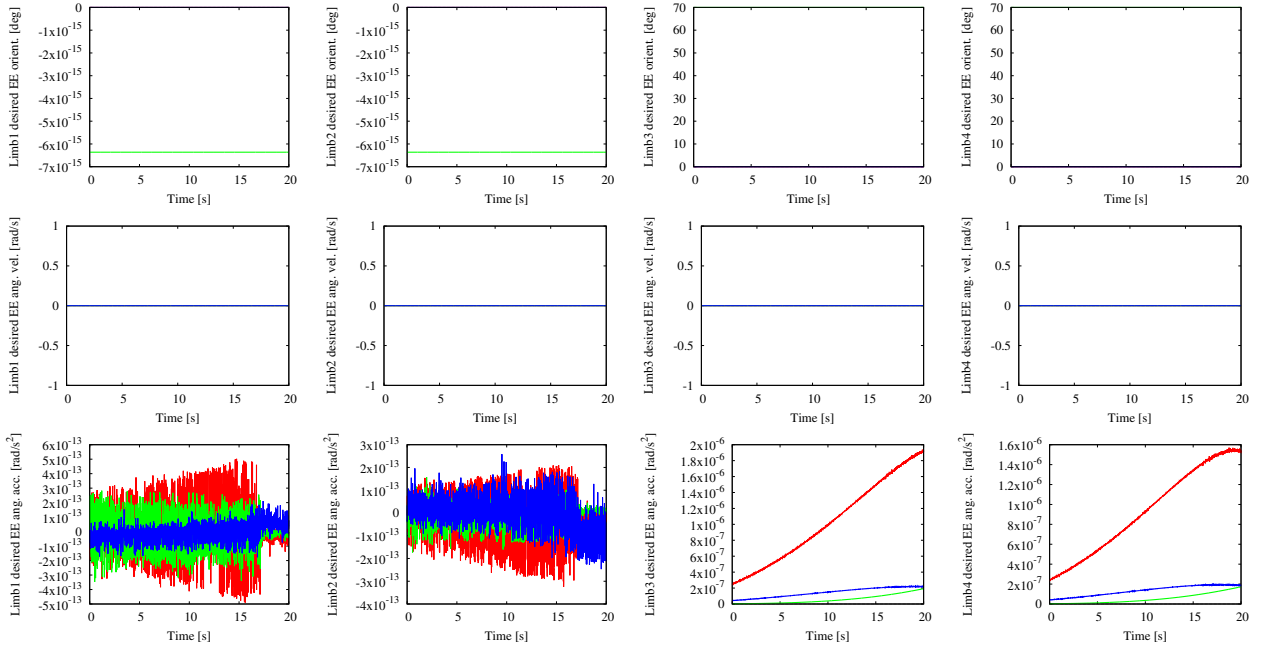 Limb1 desired EE orient. [deg]
0
-1x10^-15
-2x10^-15
-3x10^-15
-4x10^-15
-5x10^-15
-6x10^-15
-7x10^-15
0 5 10 15 20
Time [s]
Limb2 desired EE orient. [deg]
0
-1x10^-15
-2x10^-15
-3x10^-15
-4x10^-15
-5x10^-15
-6x10^-15
-7x10^-15
0 5 10 15 20
Time [s]
Limb3 desired EE orient. [deg]
70
60
50
40
30
20
10
0
0 5 10 15 20
Time [s]
Limb4 desired EE orient. [deg]
70
60
50
40
30
20
10
0
0 5 10 15 20
Time [s]
Limb1 desired EE ang. vel. [rad/s]
1
0.5
0
-0.5
-1
0 5 10 15 20
Time [s]
Limb2 desired EE ang. vel. [rad/s]
1
0.5
0
-0.5
-1
0 5 10 15 20
Time [s]
Limb3 desired EE ang. vel. [rad/s]
1
0.5
0
-0.5
-1
0 5 10 15 20
Time [s]
Limb4 desired EE ang. vel. [rad/s]
1
0.5
0
-0.5
-1
0 5 10 15 20
Time [s]
Limb1 desired EE ang. acc. [rad/s^2]
6x10^-13
5x10^-13
4x10^-13
3x10^-13
2x10^-13
1x10^-13
0
-1x10^-13
-2x10^-13
-3x10^-13
-4x10^-13
-5x10^-13
0 5 10 15 20
Time [s]
Limb2 desired EE ang. acc. [rad/s^2]
3x10^-13
2x10^-13
1x10^-13
0
-1x10^-13
-2x10^-13
-3x10^-13
-4x10^-13
0 5 10 15 20
Time [s]
Limb3 desired EE ang. acc. [rad/s^2]
2x10^-6
1.8x10^-6
1.6x10^-6
1.4x10^-6
1.2x10^-6
1x10^-6
8x10^-7
6x10^-7
4x10^-7
2x10^-7
0
0 5 10 15 20
Time [s]
Limb4 desired EE ang. acc. [rad/s^2]
1.6x10^-6
1.4x10^-6
1.2x10^-6
1x10^-6
8x10^-7
6x10^-7
4x10^-7
2x10^-7
0
0 5 10 15 20
Time [s]